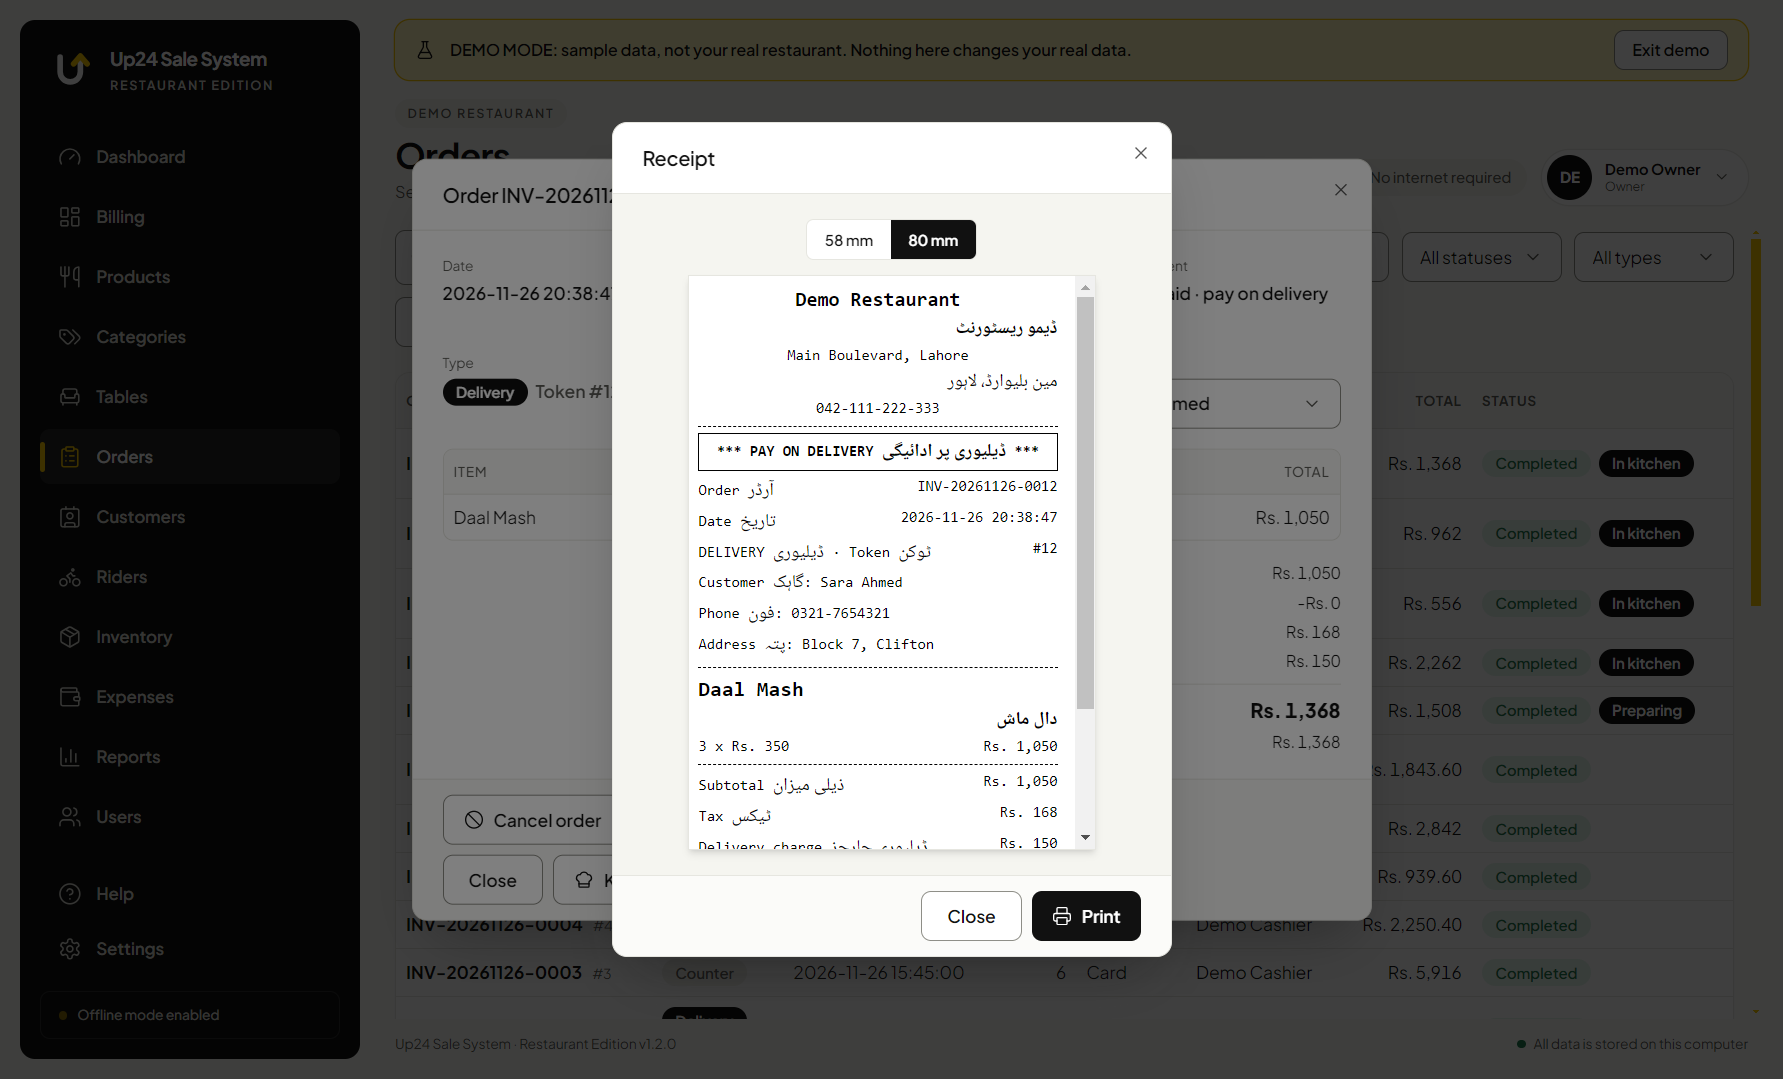 Up24 Sale System
RESTAURANT EDITION
Dashboard
Billing
Products
Categories
Tables
Orders
Customers
Riders
Inventory
Expenses
Reports
Users
Help
Settings
Offline mode enabled
DEMO MODE: sample data, not your real restaurant. Nothing here changes your real data.
Exit demo
DEMO RESTAURANT
Orders
No internet required
DE
Demo Owner
Owner
All statuses
All types
TOTAL STATUS
Rs. 1,368 Completed In kitchen
Rs. 962 Completed In kitchen
Rs. 556 Completed In kitchen
Rs. 2,262 Completed In kitchen
Rs. 1,508 Completed Preparing
Rs. 1,843.60 Completed
Rs. 2,842 Completed
Rs. 939.60 Completed
INV-20261126-0004 #4 Demo Cashier Rs. 2,250.40 Completed
INV-20261126-0003 #3 Counter 2026-11-26 15:45:00 6 Card Demo Cashier Rs. 5,916 Completed
Delivery
Up24 Sale System · Restaurant Edition v1.2.0
All data is stored on this computer
Order INV-2026112
Date
2026-11-26 20:38:4
pay on delivery
Type
Delivery Token #1
ITEM TOTAL
Daal Mash Rs. 1,050
Rs. 1,050
-Rs. 0
Rs. 168
Rs. 150
Rs. 1,368
Rs. 1,368
Cancel order
Close
Receipt
58 mm 80 mm
Demo Restaurant
ڈیمو ریسٹورنٹ
Main Boulevard, Lahore
مین بلیوارڈ، لاہور
042-111-222-333
*** PAY ON DELIVERY ڈیلیوری پر ادائیگی ***
Order آرڈر INV-20261126-0012
Date تاریخ 2026-11-26 20:38:47
DELIVERY ڈیلیوری · Token ٹوکن #12
Customer گاہک: Sara Ahmed
Phone فون: 0321-7654321
Address پتہ: Block 7, Clifton
Daal Mash
دال ماش
3 x Rs. 350 Rs. 1,050
Subtotal ذیلی میزان Rs. 1,050
Tax ٹیکس Rs. 168
Delivery charge ڈیلیوری چارجز Rs. 150
Close
Print